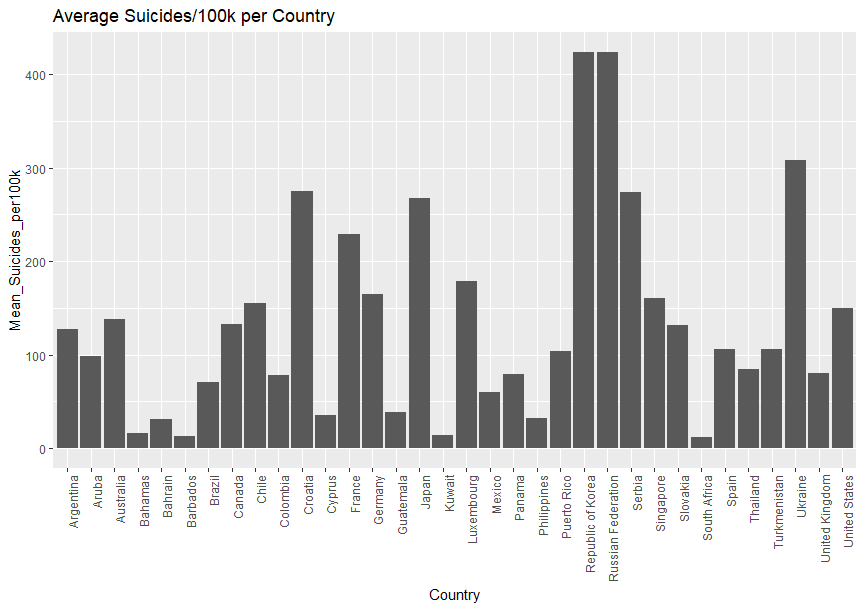 Average Suicides/100k per Country
Mean_Suicides_per100k
400
300
200
100
0
Argentina
Aruba
Australia
Bahamas
Bahrain
Barbados
Brazil
Canada
Chile
Colombia
Croatia
Cyprus
France
Germany
Guatemala
Japan
Kuwait
Luxembourg
Mexico
Panama
Philippines
Puerto Rico
Republic of Korea
Russian Federation
Serbia
Singapore
Slovakia
South Africa
Spain
Thailand
Turkmenistan
Ukraine
United Kingdom
United States
Country